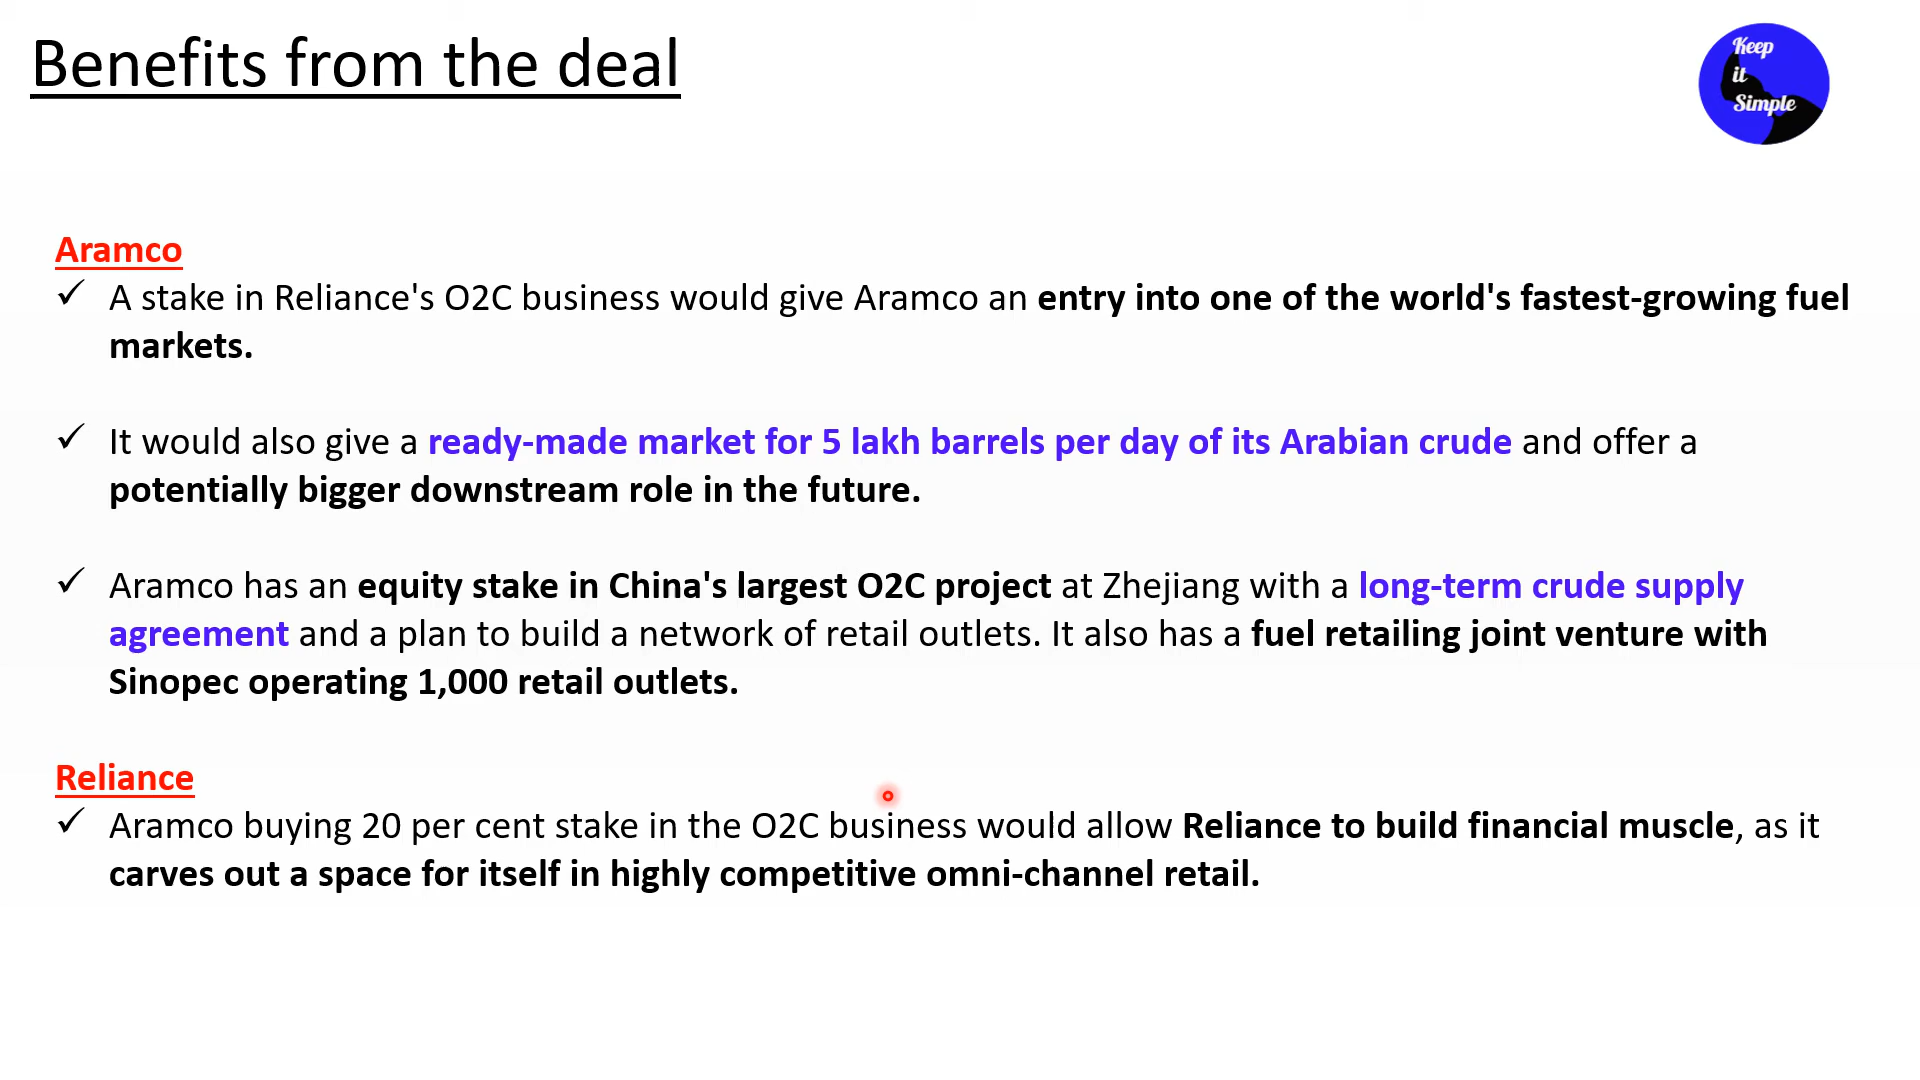 Benefits from the deal
Keep
it
Simple
Aramco
✓ A stake in Reliance's O2C business would give Aramco an entry into one of the world's fastest-growing fuel
markets.
✓ It would also give a ready-made market for 5 lakh barrels per day of its Arabian crude and offer a
potentially bigger downstream role in the future.
✓ Aramco has an equity stake in China's largest O2C project at Zhejiang with a long-term crude supply
agreement and a plan to build a network of retail outlets. It also has a fuel retailing joint venture with
Sinopec operating 1,000 retail outlets.
Reliance
✓ Aramco buying 20 per cent stake in the O2C business would allow Reliance to build financial muscle, as it
carves out a space for itself in highly competitive omni-channel retail.